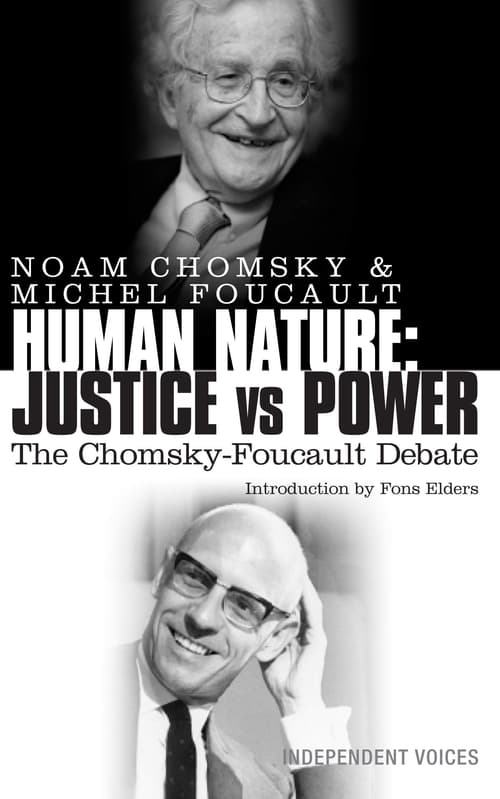 NOAM CHOMSKY &
MICHEL FOUCAULT
HUMAN NATURE:
JUSTICE VS POWER
The Chomsky-Foucault Debate
Introduction by Fons Elders
INDEPENDENT VOICES